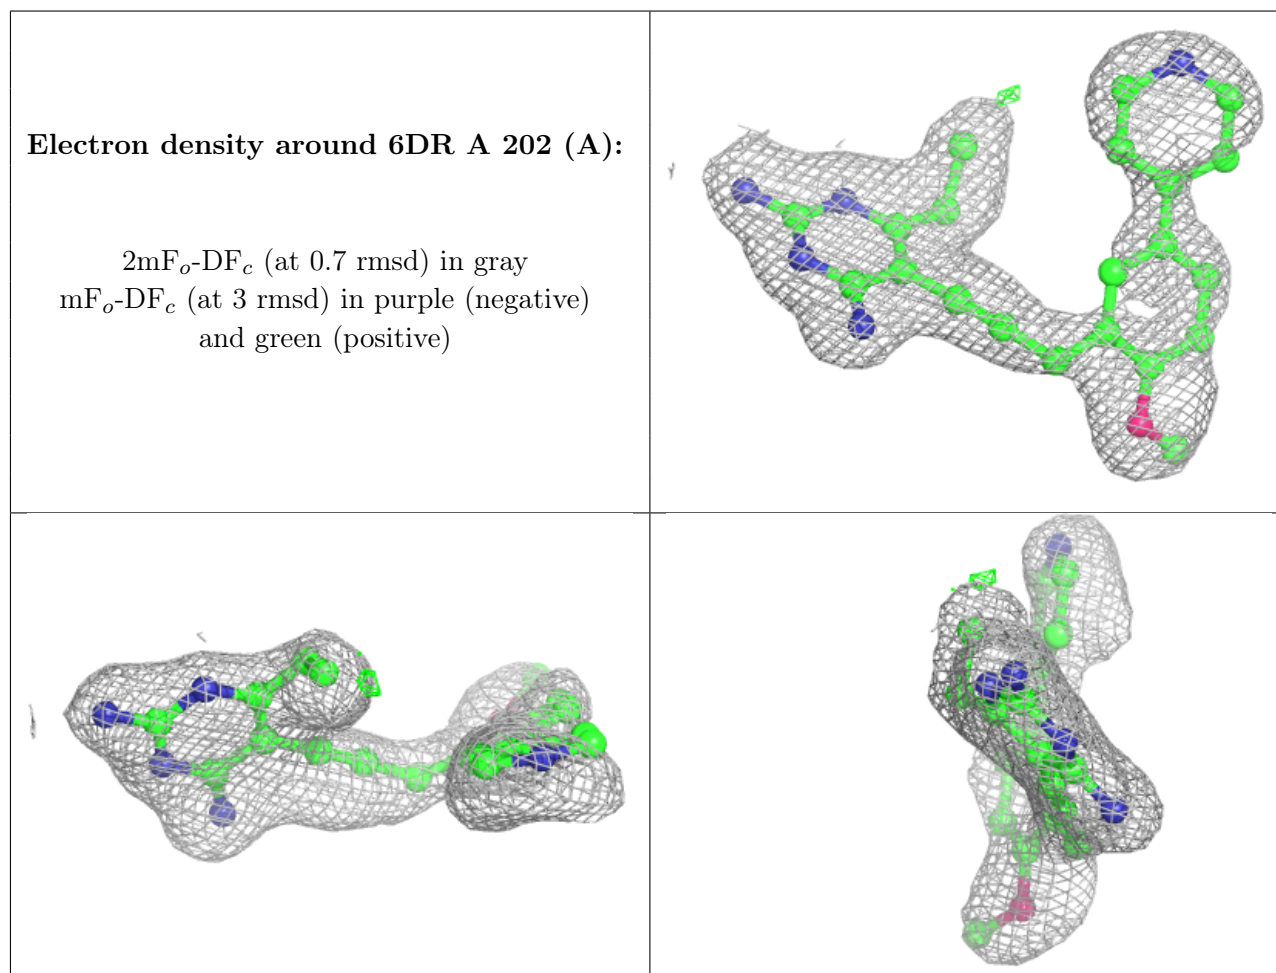 Electron density around 6DR A 202 (A):
2mFo-DFc (at 0.7 rmsd) in gray
mFo-DFc (at 3 rmsd) in purple (negative)
and green (positive)